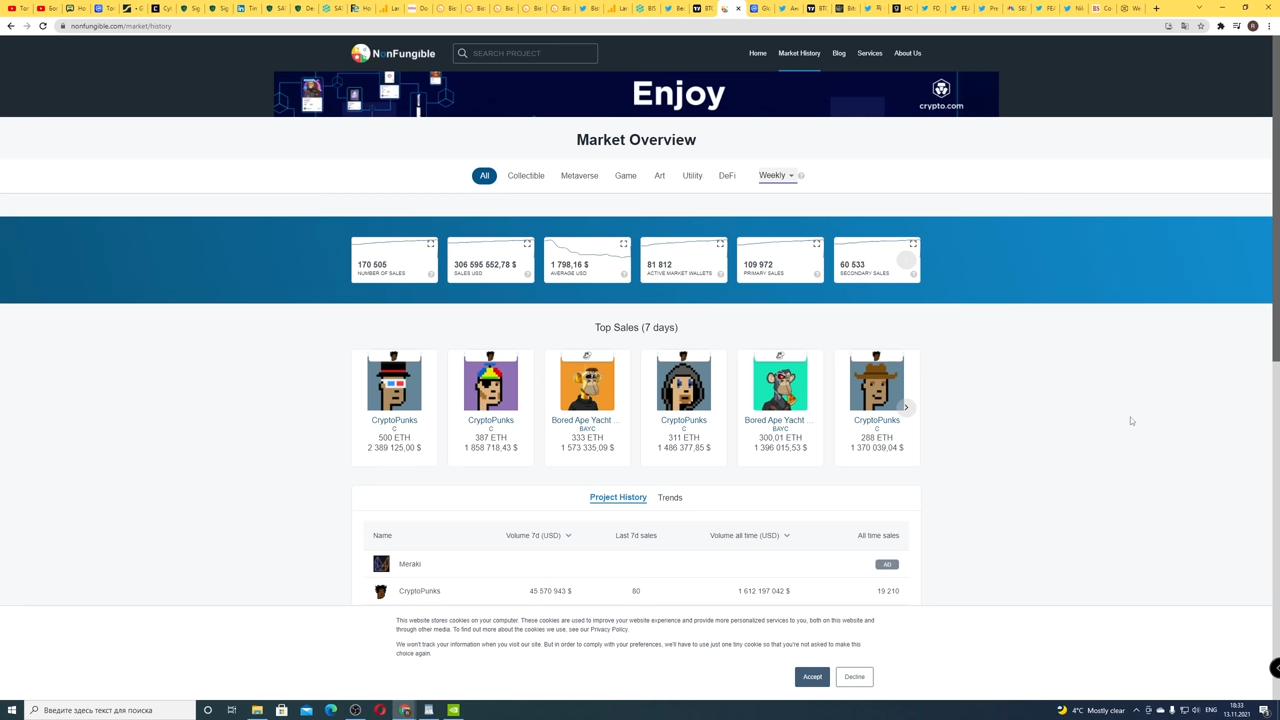 nonfungible.com/market/history
NonFungible
SEARCH PROJECT
Home
Market History
Blog
Services
About Us
Enjoy
crypto.com
Market Overview
All
Collectible
Metaverse
Game
Art
Utility
DeFi
Weekly
170 505
NUMBER OF SALES
306 595 552,78 $
SALES USD
1 798,16 $
AVERAGE USD
81 812
ACTIVE MARKET WALLETS
109 972
PRIMARY SALES
60 533
SECONDARY SALES
Top Sales (7 days)
CryptoPunks
C
500 ETH
2 389 125,00 $
CryptoPunks
C
387 ETH
1 858 718,43 $
Bored Ape Yacht ...
BAYC
333 ETH
1 573 335,09 $
CryptoPunks
C
311 ETH
1 486 377,85 $
Bored Ape Yacht ...
BAYC
300,01 ETH
1 396 015,53 $
CryptoPunks
C
288 ETH
1 370 039,04 $
Project History
Trends
Name
Volume 7d (USD)
Last 7d sales
Volume all time (USD)
All time sales
Meraki
AD
CryptoPunks
45 570 943 $
80
1 612 197 042 $
19 210
This website stores cookies on your computer. These cookies are used to improve your website experience and provide more personalized services to you, both on this website and
through other media. To find out more about the cookies we use, see our Privacy Policy.
We won't track your information when you visit our site. But in order to comply with your preferences, we'll have to use just one tiny cookie so that you're not asked to make this
choice again.
Accept
Decline
Введите здесь текст для поиска
4°C Mostly clear
ENG
18:33
13.11.2021